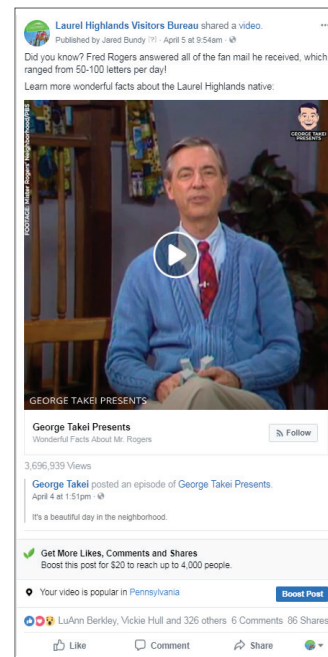 Laurel Highlands Visitors Bureau shared a video.
Published by Jared Bundy [?] · April 5 at 9:54am ·
Did you know? Fred Rogers answered all of the fan mail he received, which
ranged from 50-100 letters per day!
Learn more wonderful facts about the Laurel Highlands native:
FOOTAGE: Mister Rogers' Neighborhood/PBS
GEORGE TAKEI
PRESENTS
GEORGE TAKEI PRESENTS
George Takei Presents
Wonderful Facts About Mr. Rogers
Follow
3,696,939 Views
George Takei posted an episode of George Takei Presents.
April 4 at 1:51pm ·
It's a beautiful day in the neighborhood.
Get More Likes, Comments and Shares
Boost this post for $20 to reach up to 4,000 people.
Your video is popular in Pennsylvania
Boost Post
LuAnn Berkley, Vickie Hull and 326 others 6 Comments 86 Shares
Like Comment Share